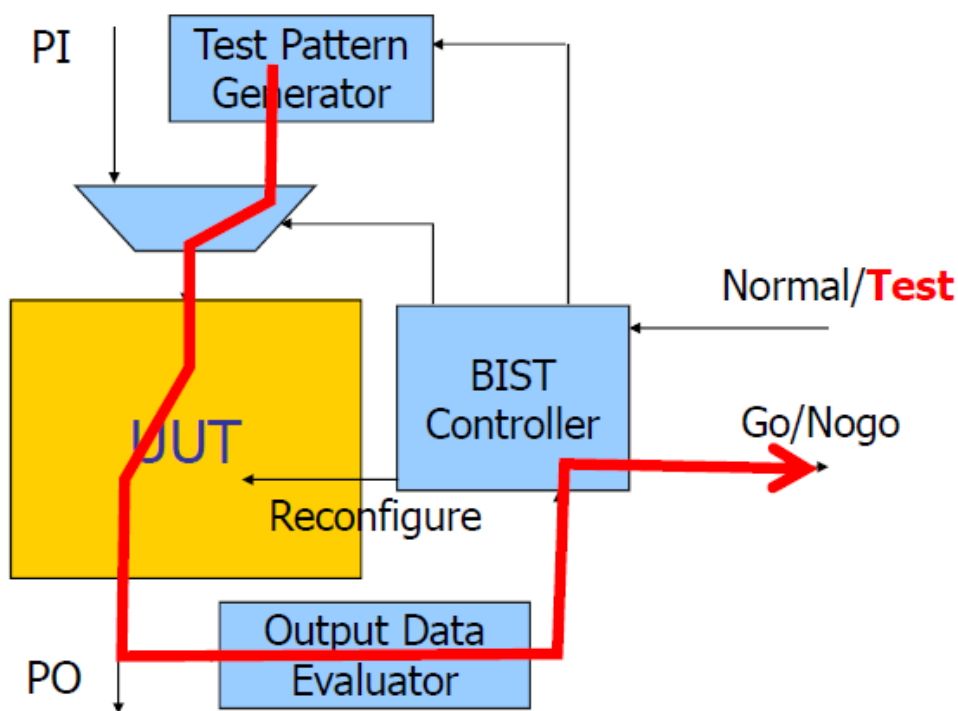 PI
Test Pattern
Generator
Normal/Test
BIST
Controller
Go/Nogo
UUT
Reconfigure
Output Data
Evaluator
PO